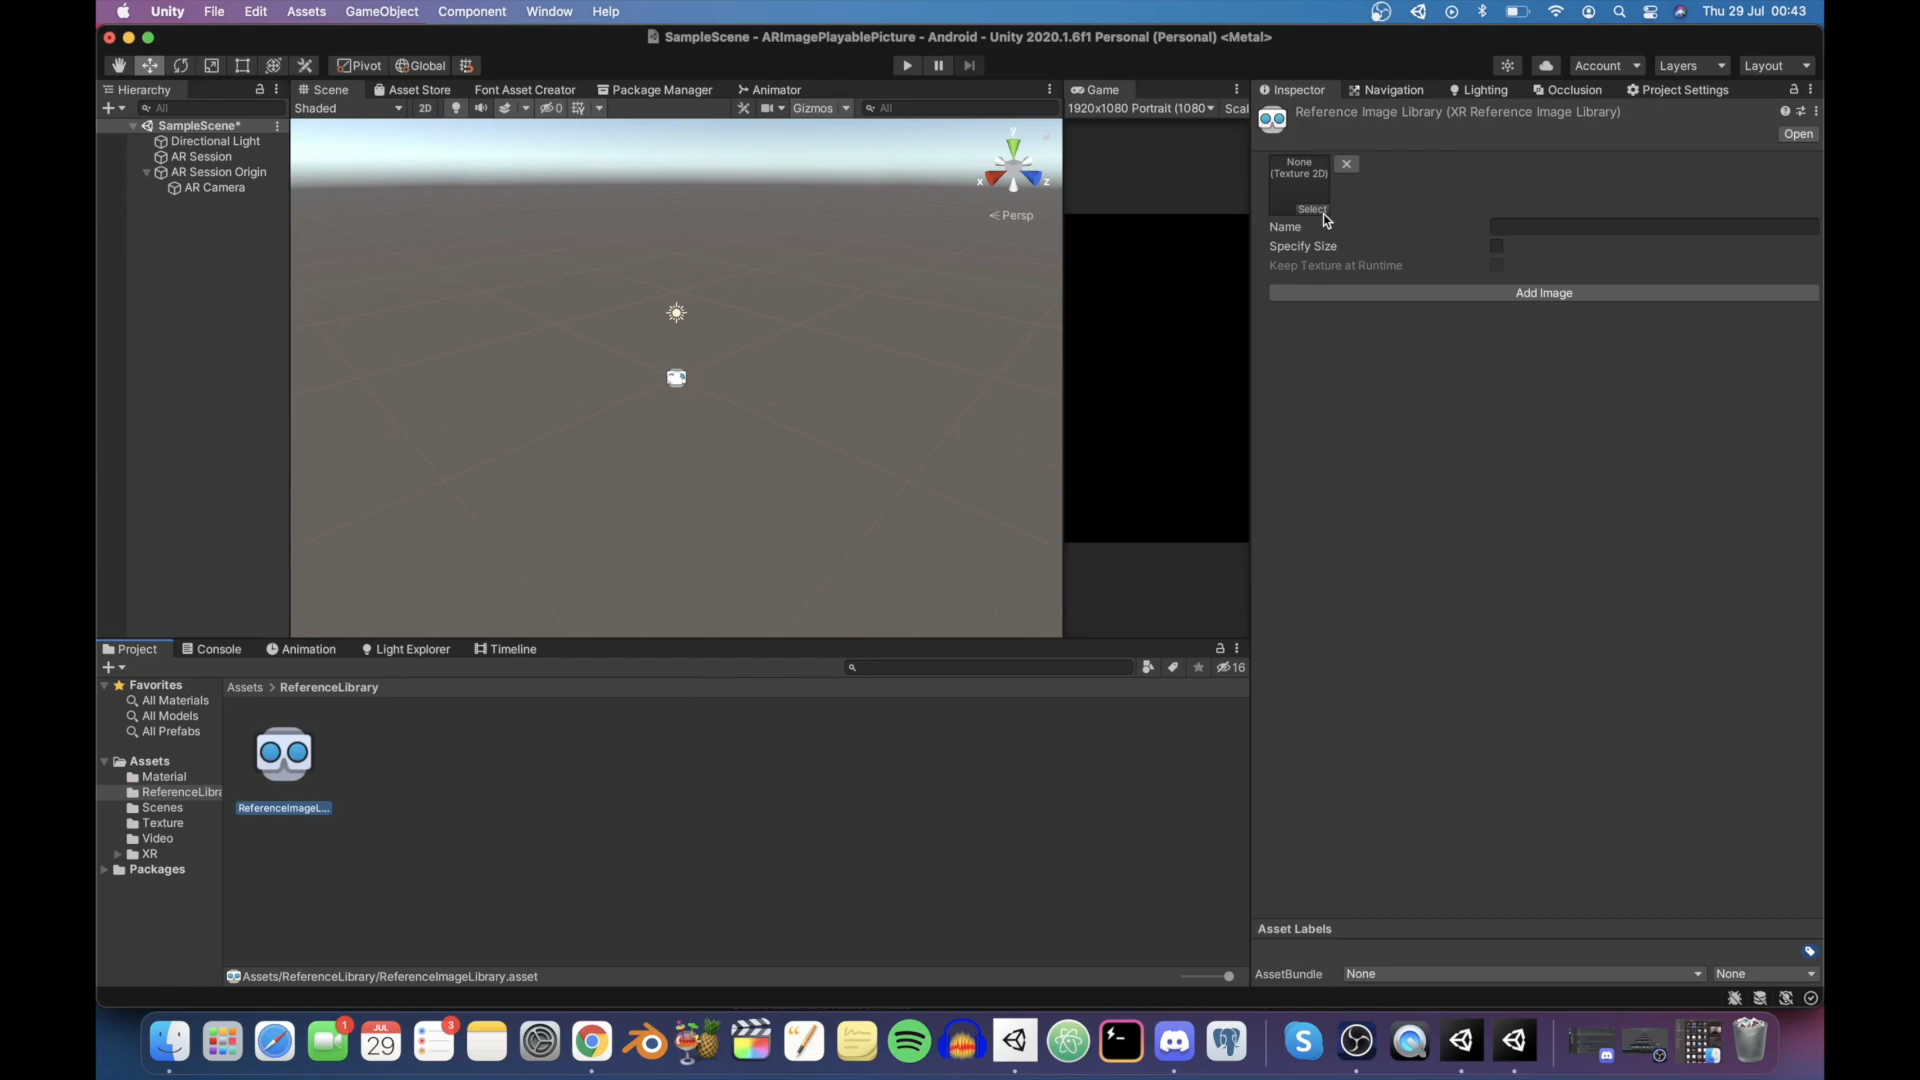 Unity File Edit Assets GameObject Component Window Help Thu 29 Jul 00:43
SampleScene - ARImagePlayablePicture - Android - Unity 2020.1.6f1 Personal (Personal) <Metal>
Pivot Global Account Layers Layout
Hierarchy Scene Asset Store Font Asset Creator Package Manager Animator Game Inspector Navigation Lighting Occlusion Project Settings
All Shaded 2D 0 Gizmos All 1920x1080 Portrait (1080 Scal
Reference Image Library (XR Reference Image Library)
Open
SampleScene*
Directional Light
AR Session
AR Session Origin
AR Camera
y
x z
Persp
None
(Texture 2D)
Select
Name
Specify Size
Keep Texture at Runtime
Add Image
Project Console Animation Light Explorer Timeline
16
Favorites
All Materials
All Models
All Prefabs
Assets
Material
ReferenceLibra
Scenes
Texture
Video
XR
Packages
Assets > ReferenceLibrary
ReferenceImageL...
Assets/ReferenceLibrary/ReferenceImageLibrary.asset
Asset Labels
AssetBundle None None
1 JUL 29 3